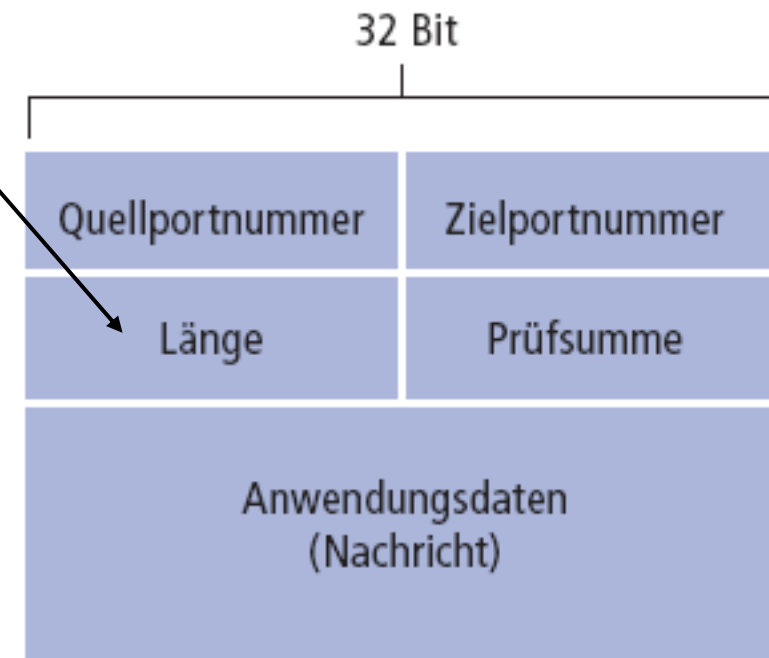 32 Bit
Quellportnummer
Zielportnummer
Länge
Prüfsumme
Anwendungsdaten
(Nachricht)